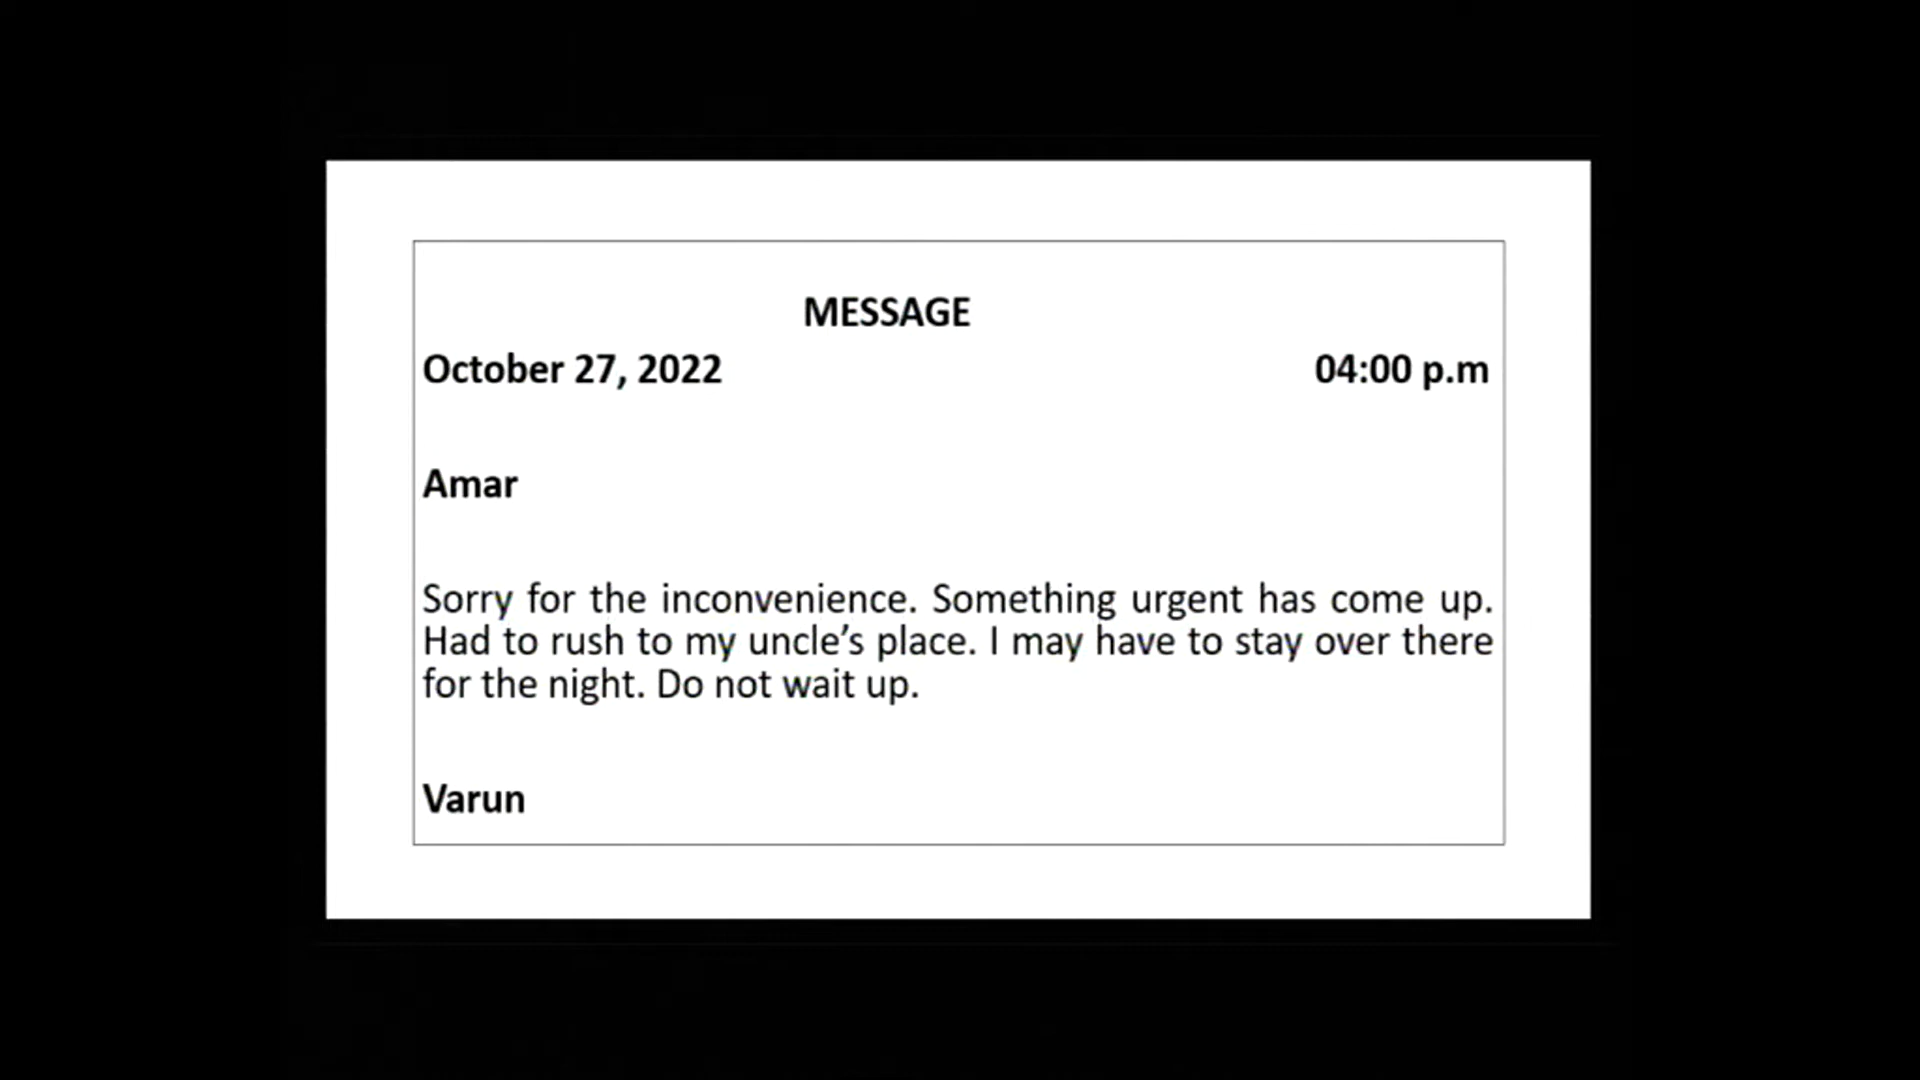 MESSAGE
October 27, 2022 04:00 p.m
Amar
Sorry for the inconvenience. Something urgent has come up.
Had to rush to my uncle’s place. I may have to stay over there
for the night. Do not wait up.
Varun